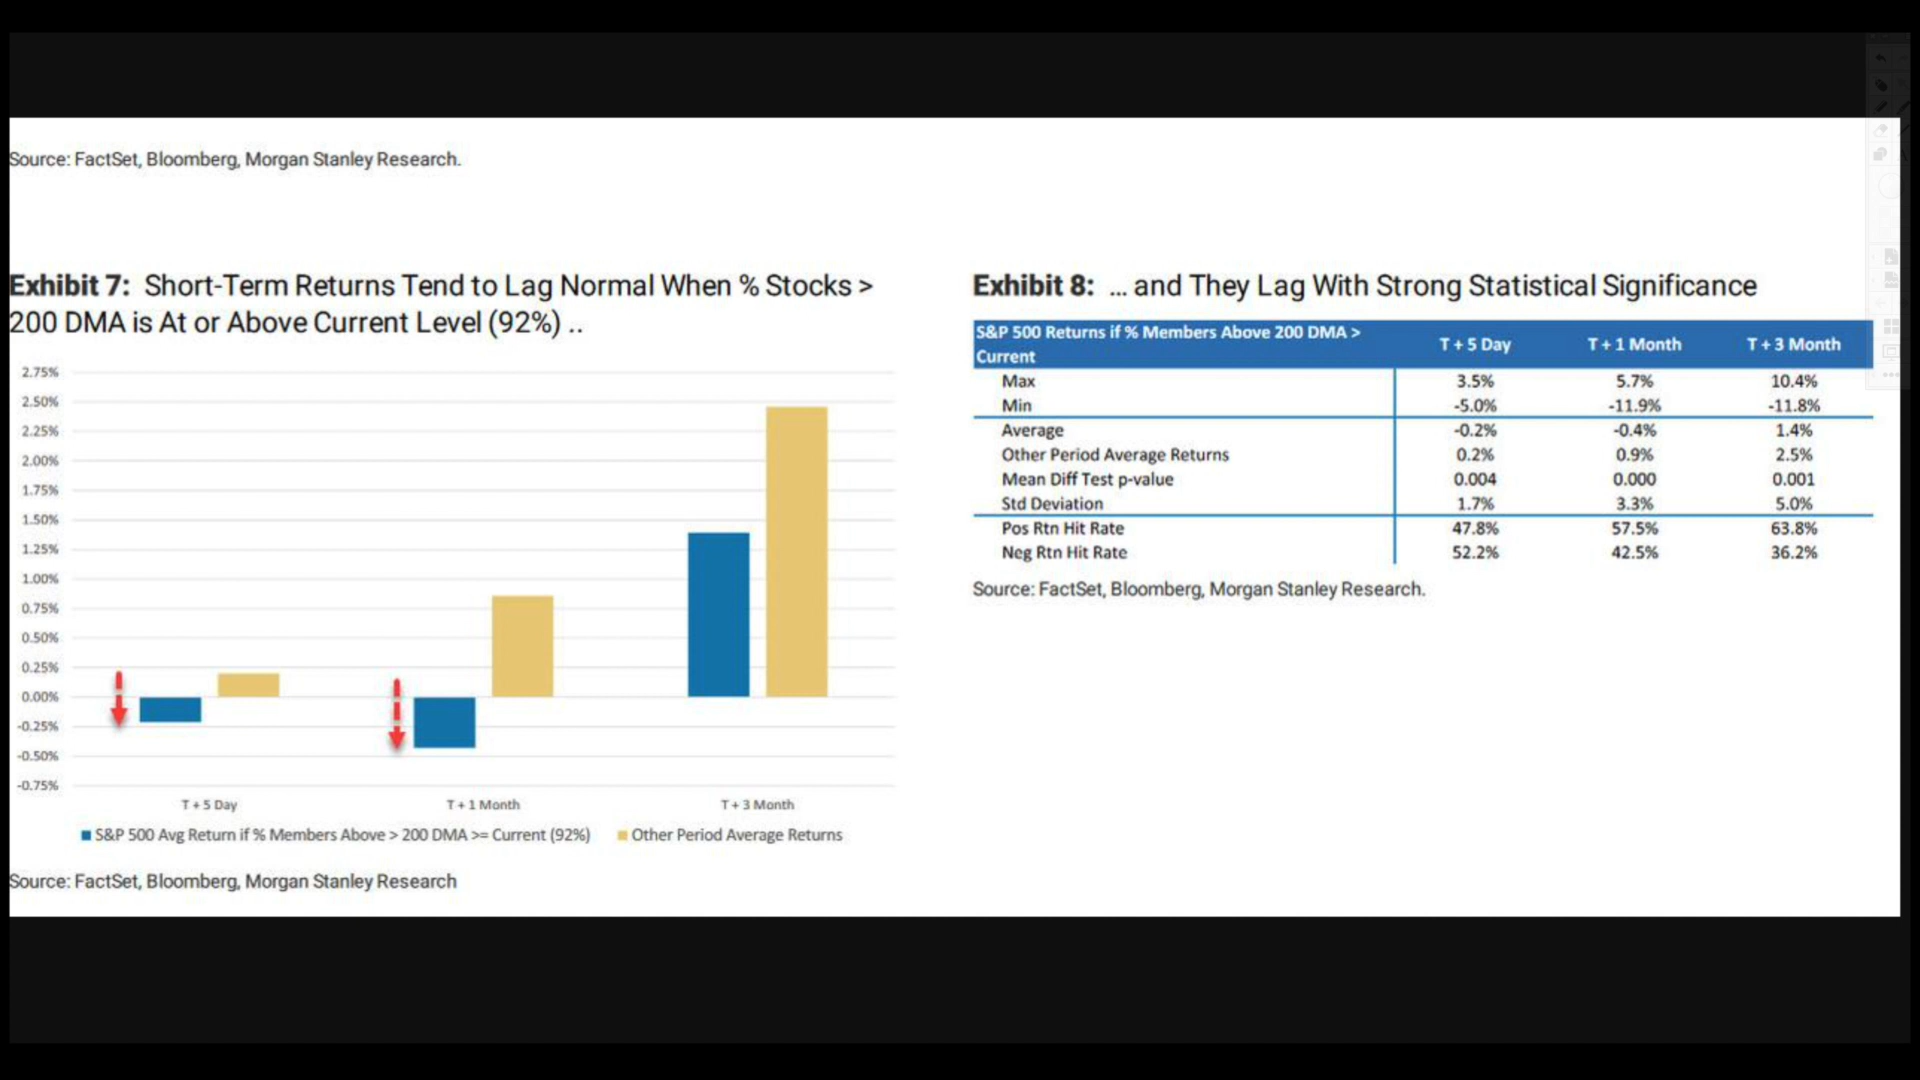 Source: FactSet, Bloomberg, Morgan Stanley Research.
Exhibit 7: Short-Term Returns Tend to Lag Normal When % Stocks >
200 DMA is At or Above Current Level (92%) ..
2.75%
2.50%
2.25%
2.00%
1.75%
1.50%
1.25%
1.00%
0.75%
0.50%
0.25%
0.00%
-0.25%
-0.50%
-0.75%
T + 5 Day T + 1 Month T + 3 Month
S&P 500 Avg Return if % Members Above > 200 DMA >= Current (92%) Other Period Average Returns
Source: FactSet, Bloomberg, Morgan Stanley Research
Exhibit 8: ... and They Lag With Strong Statistical Significance
S&P 500 Returns if % Members Above 200 DMA >
Current T + 5 Day T + 1 Month T + 3 Month
Max 3.5% 5.7% 10.4%
Min -5.0% -11.9% -11.8%
Average -0.2% -0.4% 1.4%
Other Period Average Returns 0.2% 0.9% 2.5%
Mean Diff Test p-value 0.004 0.000 0.001
Std Deviation 1.7% 3.3% 5.0%
Pos Rtn Hit Rate 47.8% 57.5% 63.8%
Neg Rtn Hit Rate 52.2% 42.5% 36.2%
Source: FactSet, Bloomberg, Morgan Stanley Research.